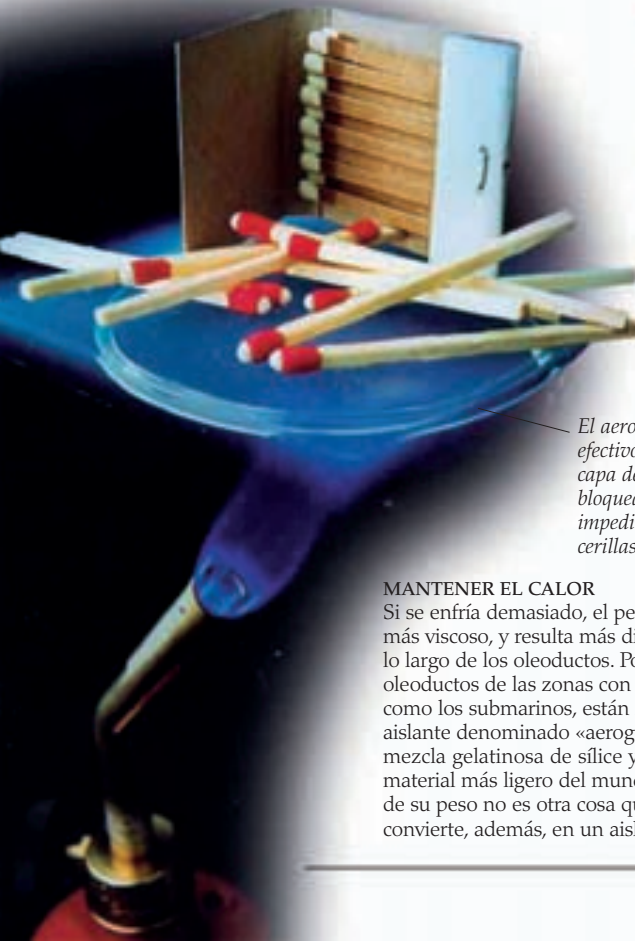 El aero
efectivo
capa de
bloquea
impedi
cerillas
MANTENER EL CALOR
Si se enfría demasiado, el pe
más viscoso, y resulta más di
lo largo de los oleoductos. Po
oleoductos de las zonas con
como los submarinos, están
aislante denominado «aerog
mezcla gelatinosa de sílice y
material más ligero del mund
de su peso no es otra cosa qu
convierte, además, en un aisl